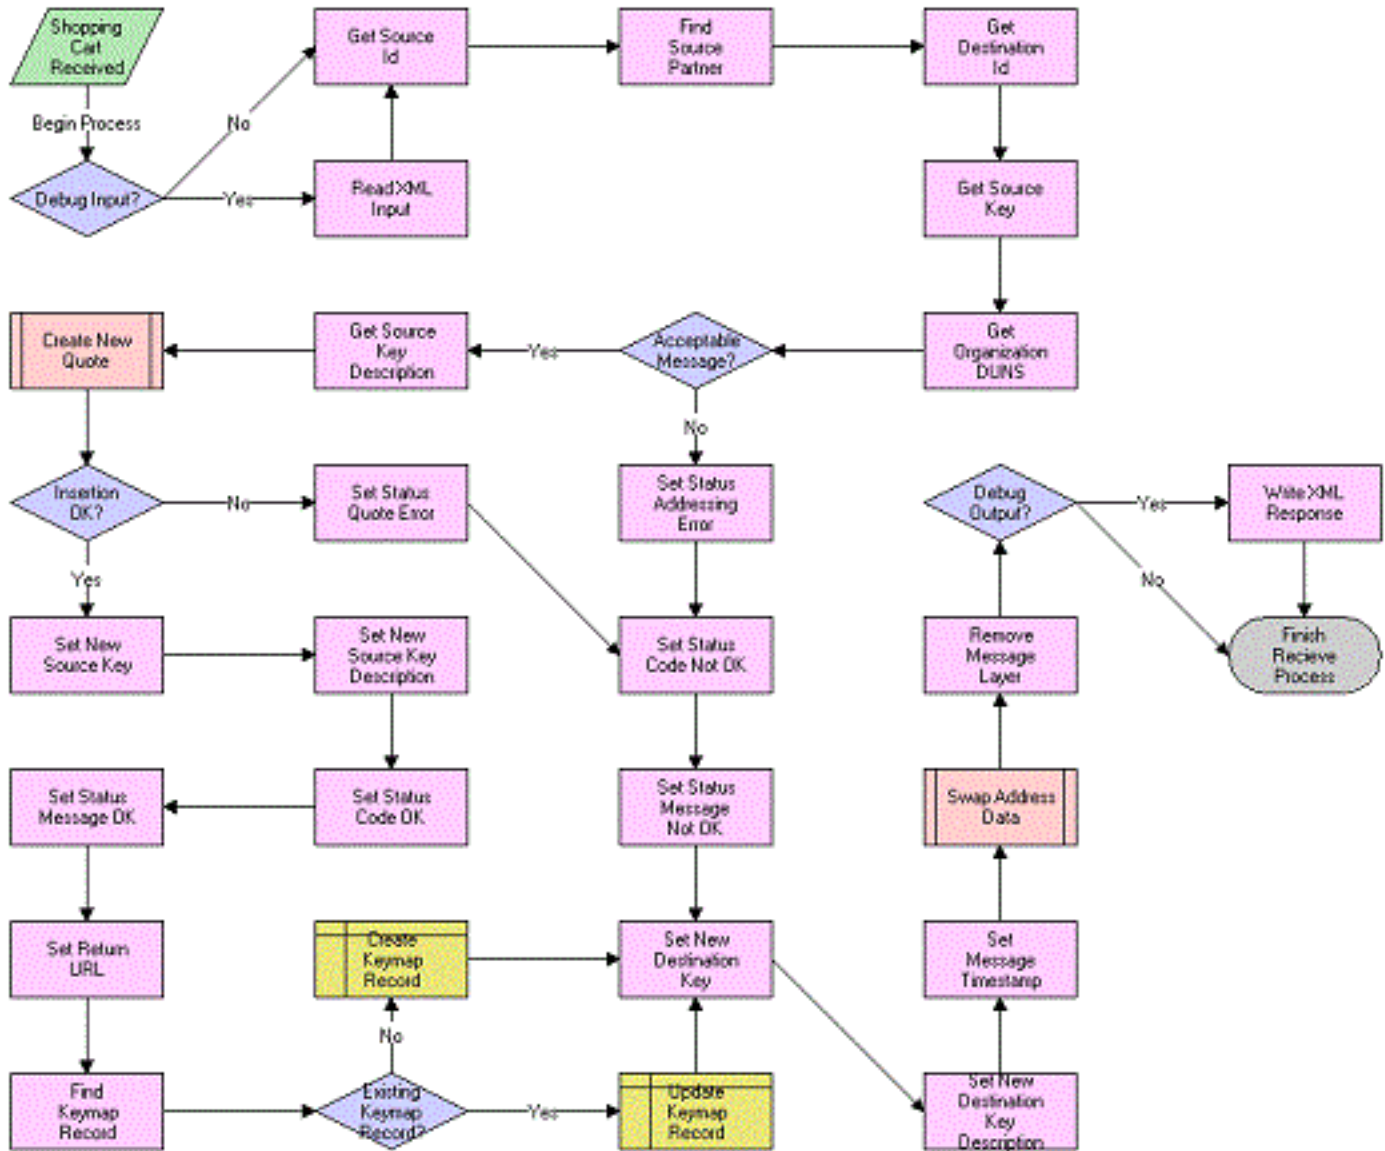 Shopping
Cart
Received
Get Source
Id
Find
Source
Partner
Get
Destination
Id
Begin Process
No
Debug Input?
Yes
Read XML
Input
Get Source
Key
Create New
Quote
Get Source
Key
Description
Yes
Acceptable
Message?
Get
Organization
DUNS
No
Insertion
OK?
No
Set Status
Quote Error
Set Status
Addressing
Error
Debug
Output?
Yes
Write XML
Response
Yes
No
Set New
Source Key
Set New
Source Key
Description
Set Status
Code Not OK
Remove
Message
Layer
Finish
Recieve
Process
Set Status
Message OK
Set Status
Code OK
Set Status
Message
Not OK
Swap Address
Data
Set Return
URL
Create
Keymap
Record
Set New
Destination
Key
Set
Message
Timestamp
No
Find
Keymap
Record
Existing
Keymap
Record?
Yes
Update
Keymap
Record
Set New
Destination
Key
Description